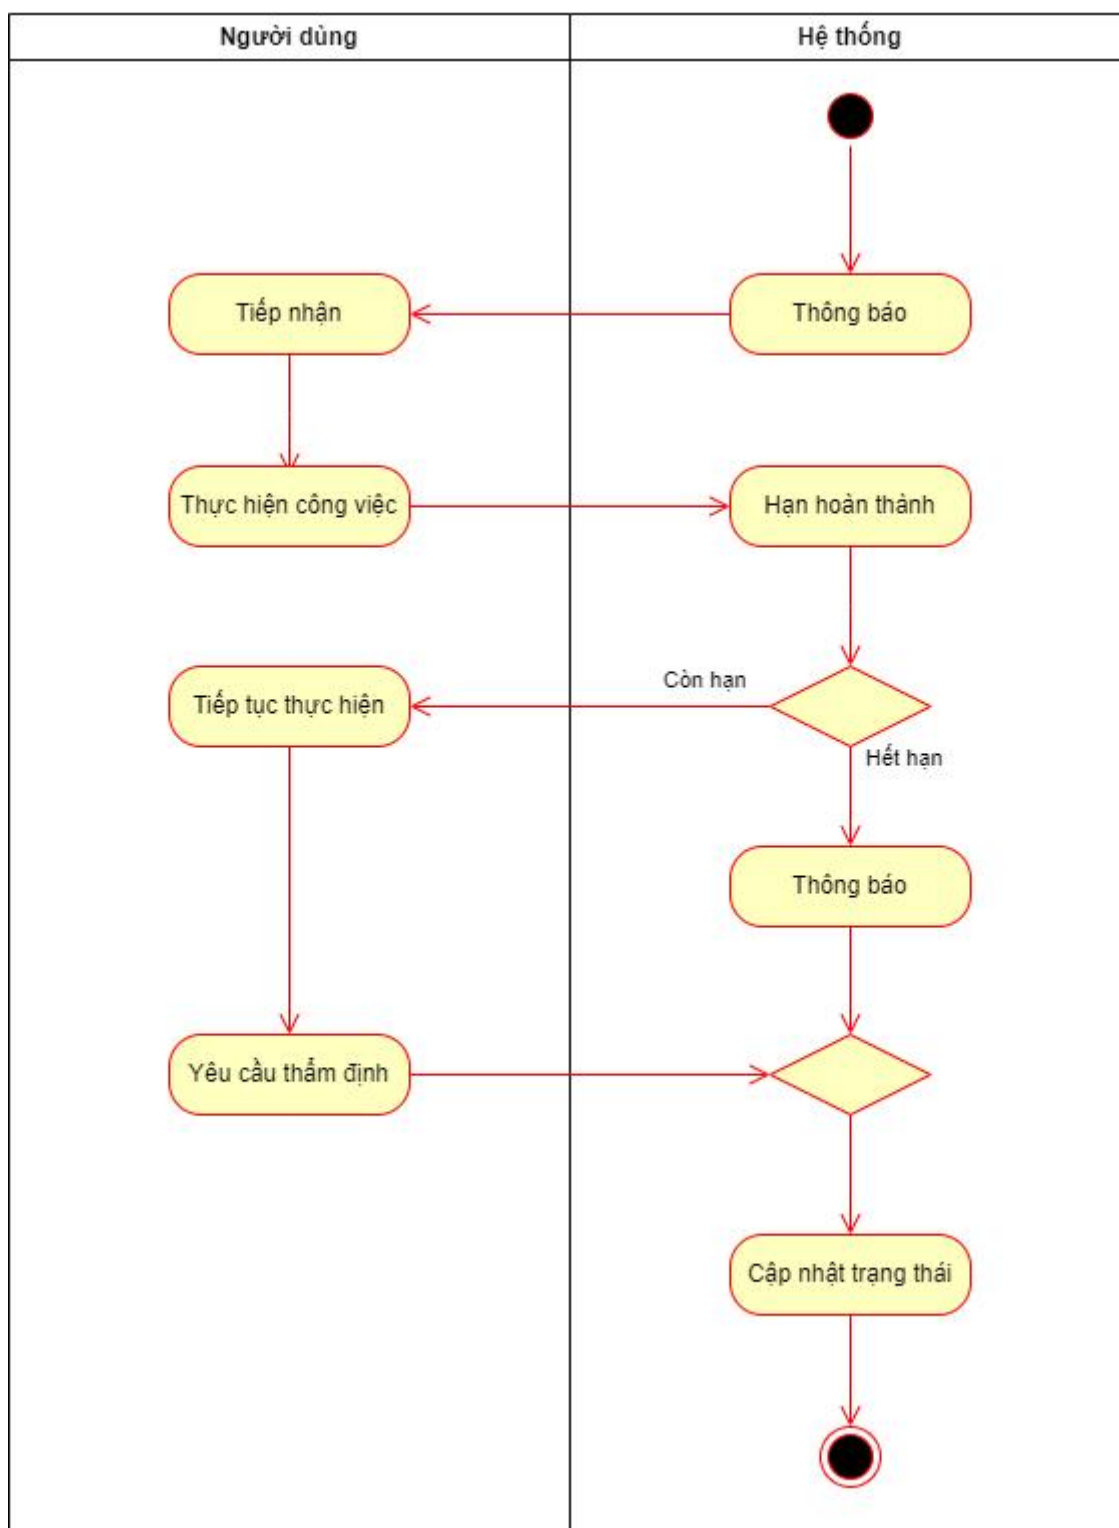 Người dùng
Hệ thống
Tiếp nhận
Thông báo
Thực hiện công việc
Hạn hoàn thành
Còn hạn
Tiếp tục thực hiện
Hết hạn
Thông báo
Yêu cầu thẩm định
Cập nhật trạng thái